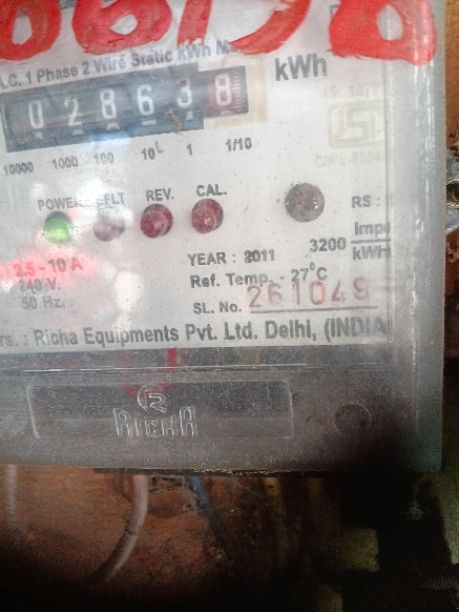 A.C. 1 Phase 2 Wire Static kWh
kWh
0 2 8 6 3 8
10000 1000 100 10 1 1/10
POWER REV. CAL.
RS :
3200 Imp/kWH
2.5 - 10 A
240 V.
50 Hz.
YEAR : 2011
Ref. Temp. - 27°C
SL. No. 261049
Richa Equipments Pvt. Ltd. Delhi, (INDIA
RICHA